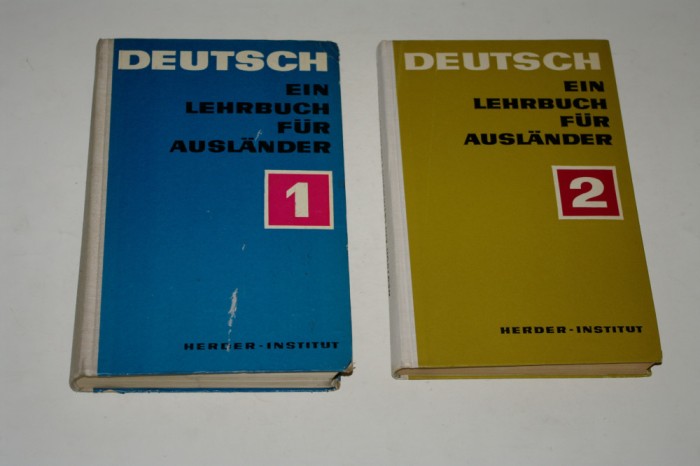 DEUTSCH
EIN
LEHRBUCH
FÜR
AUSLÄNDER
1
HERDER-INSTITUT
DEUTSCH
EIN
LEHRBUCH
FÜR
AUSLÄNDER
2
HERDER-INSTITUT